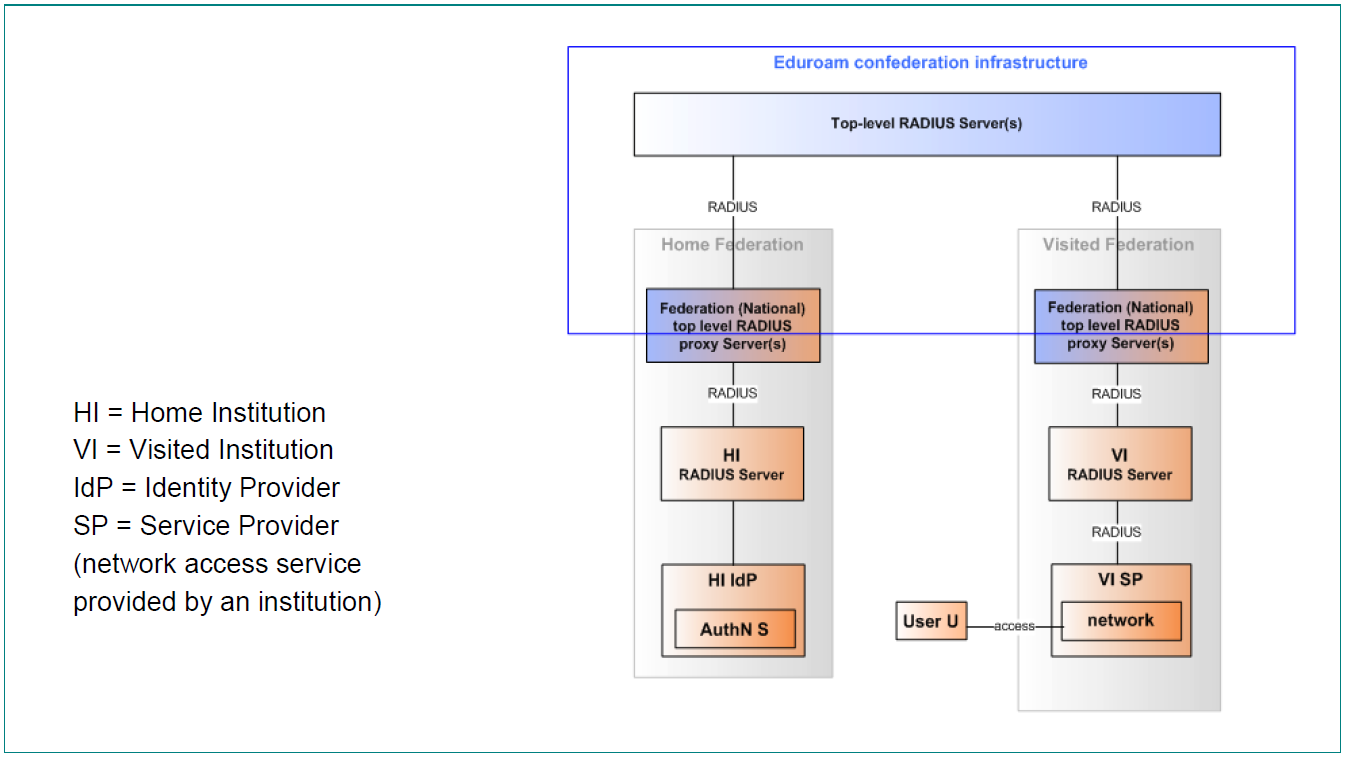 Eduroam confederation infrastructure
Top-level RADIUS Server(s)
RADIUS
RADIUS
Home Federation
Visited Federation
Federation (National)
top level RADIUS
proxy Server(s)
Federation (National)
top level RADIUS
proxy Server(s)
RADIUS
RADIUS
HI
RADIUS Server
VI
RADIUS Server
RADIUS
HI IdP
AuthN S
VI SP
network
User U
access
HI = Home Institution
VI = Visited Institution
IdP = Identity Provider
SP = Service Provider
(network access service
provided by an institution)